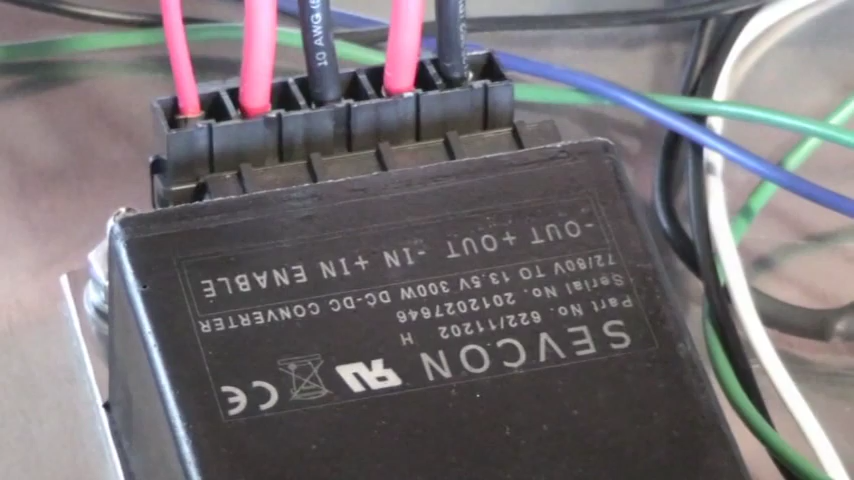 SEVCON
Part No. 622/11202 H
Serial No. 2012027646
72/80V TO 13.5V 300W DC-DC CONVERTER
-OUT +OUT -IN +IN ENABLE
10 AWG